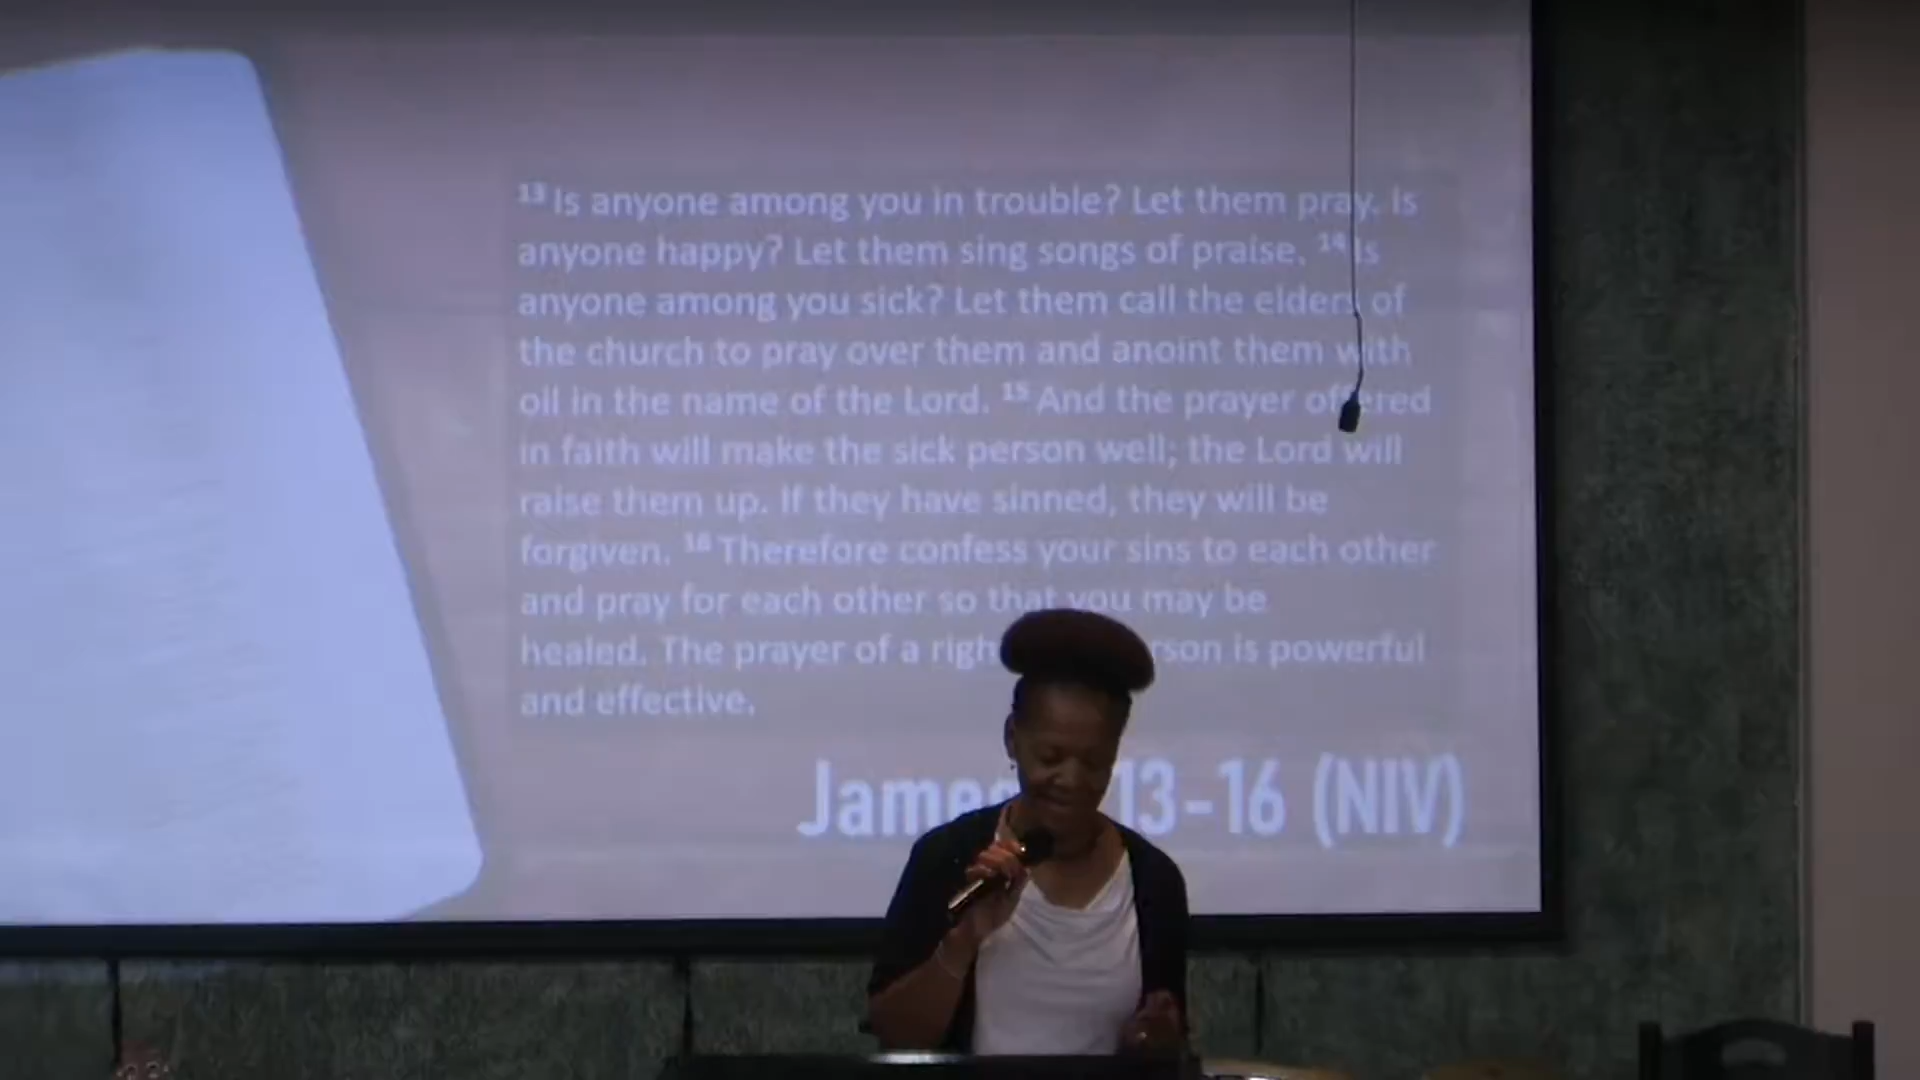 13 Is anyone among you in trouble? Let them pray. Is
anyone happy? Let them sing songs of praise. 14 Is
anyone among you sick? Let them call the elders of
the church to pray over them and anoint them with
oil in the name of the Lord. 15 And the prayer offered
in faith will make the sick person well; the Lord will
raise them up. If they have sinned, they will be
forgiven. 16 Therefore confess your sins to each other
and pray for each other so that you may be
healed. The prayer of a is powerful
and effective.
13-16 (NIV)